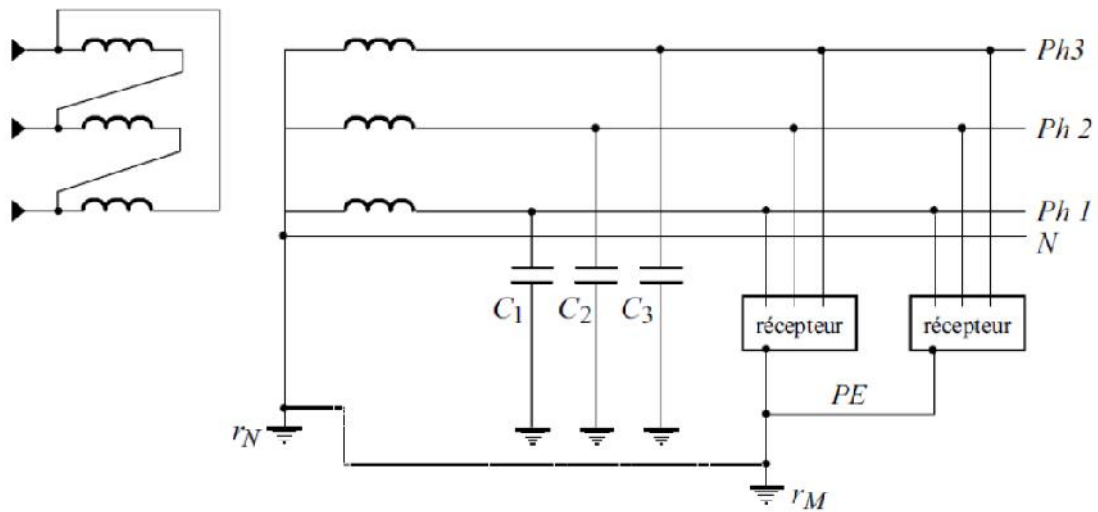 Ph3
Ph 2
Ph 1
N
C1 C2 C3
récepteur récepteur
PE
rN
rM